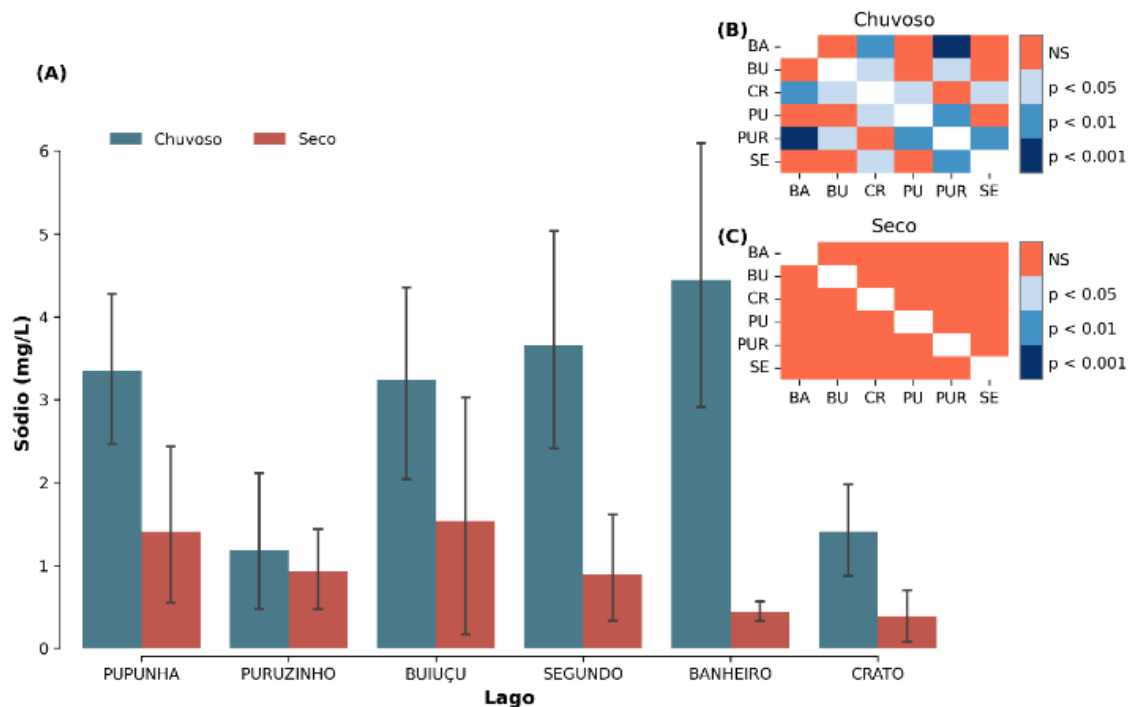 (A)
Chuvoso
Seco
Sódio (mg/L)
6
5
4
3
2
1
0
PUPUNHA
PURUZINHO
BUIUÇU
SEGUNDO
BANHEIRO
CRATO
Lago
(B)
Chuvoso
BA
BU
CR
PU
PUR
SE
BA BU CR PU PUR SE
NS
p < 0.05
p < 0.01
p < 0.001
(C)
Seco
BA
BU
CR
PU
PUR
SE
BA BU CR PU PUR SE
NS
p < 0.05
p < 0.01
p < 0.001